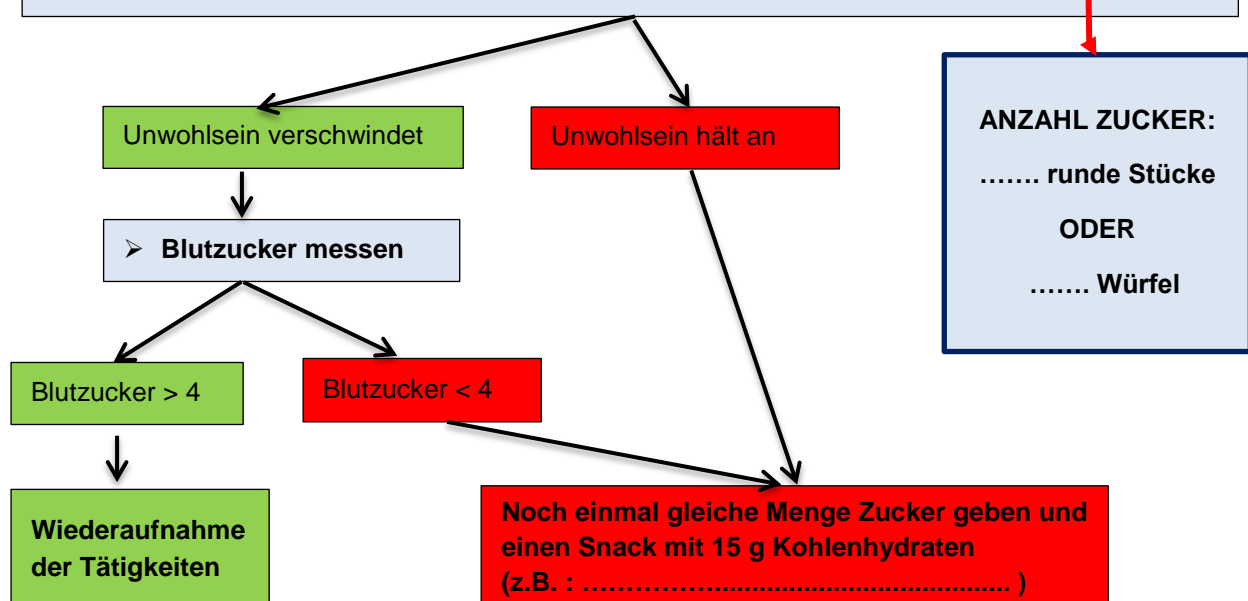 Unwohlsein verschwindet
Unwohlsein hält an
ANZAHL ZUCKER:
……. runde Stücke
ODER
……. Würfel
➢ Blutzucker messen
Blutzucker > 4
Blutzucker < 4
Wiederaufnahme
der Tätigkeiten
Noch einmal gleiche Menge Zucker geben und
einen Snack mit 15 g Kohlenhydraten
(z.B. : ……………....................................... )